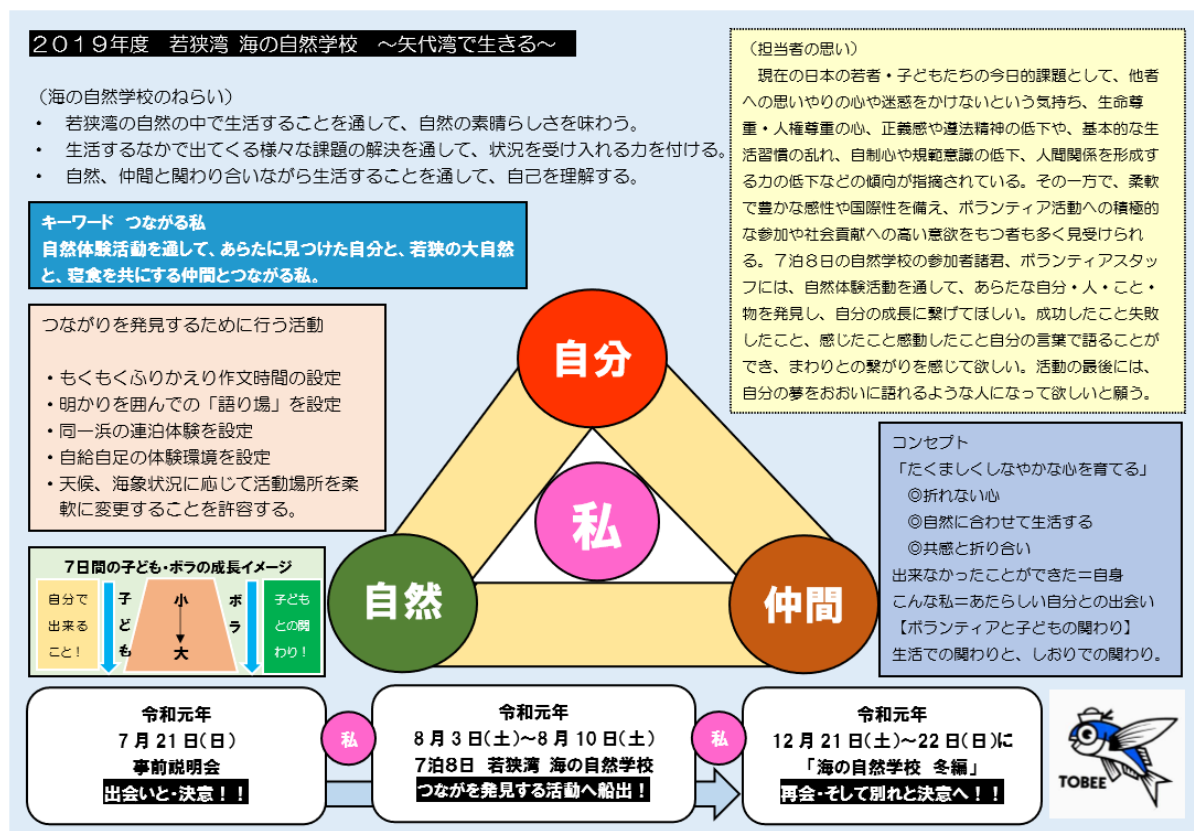 ２０１９年度　若狭湾 海の自然学校　～矢代湾で生きる～
（海の自然学校のねらい）
・　若狭湾の自然の中で生活することを通して、自然の素晴らしさを味わう。
・　生活するなかで出てくる様々な課題の解決を通して、状況を受け入れる力を付ける。
・　自然、仲間と関わり合いながら生活することを通して、自己を理解する。
キーワード　つながる私
自然体験活動を通して、あらたに見つけた自分と、若狭の大自然
と、寝食を共にする仲間とつながる私。
（担当者の思い）
　現在の日本の若者・子どもたちの今日的課題として、他者
への思いやりの心や迷惑をかけないという気持ち、生命尊
重・人権尊重の心、正義感や遵法精神の低下や、基本的な生
活習慣の乱れ、自制心や規範意識の低下、人間関係を形成す
る力の低下などの傾向が指摘されている。その一方で、柔軟
で豊かな感性や国際性を備え、ボランティア活動への積極的
な参加や社会貢献への高い意欲をもつ者も多く見受けられ
る。７泊８日の自然学校の参加者諸君、ボランティアスタッ
フには、自然体験活動を通して、あらたな自分・人・こと・
物を発見し、自分の成長に繋げてほしい。成功したこと失敗
したこと、感じたこと感動したこと自分の言葉で語ることが
でき、まわりとの繋がりを感じて欲しい。活動の最後には、
自分の夢をおおいに語れるような人になって欲しいと願う。
つながりを発見するために行う活動
・もくもくふりかえり作文時間の設定
・明かりを囲んでの「語り場」を設定
・同一浜の連泊体験を設定
・自給自足の体験環境を設定
・天候、海象状況に応じて活動場所を柔
軟に変更することを許容する。
自分
私
自然
仲間
コンセプト
「たくましくしなやかな心を育てる」
◎折れない心
◎自然に合わせて生活する
◎共感と折り合い
出来なかったことができた＝自身
こんな私＝あたらしい自分との出会い
【ボランティアと子どもの関わり】
生活での関わりと、しおりでの関わり。
７日間の子ども・ボラの成長イメージ
自分で
出来る
こと！
子ども
小
大
ボラ
子ども
との関
わり！
令和元年
７月21日（日）
事前説明会
出会いと・決意！！
私
令和元年
８月３日（土）～８月10日（土）
7泊8日　若狭湾 海の自然学校
つながを発見する活動へ船出！
私
令和元年
12月21日（土）～22日（日）に
「海の自然学校 冬編」
再会・そして別れと決意へ！！
TOBEE